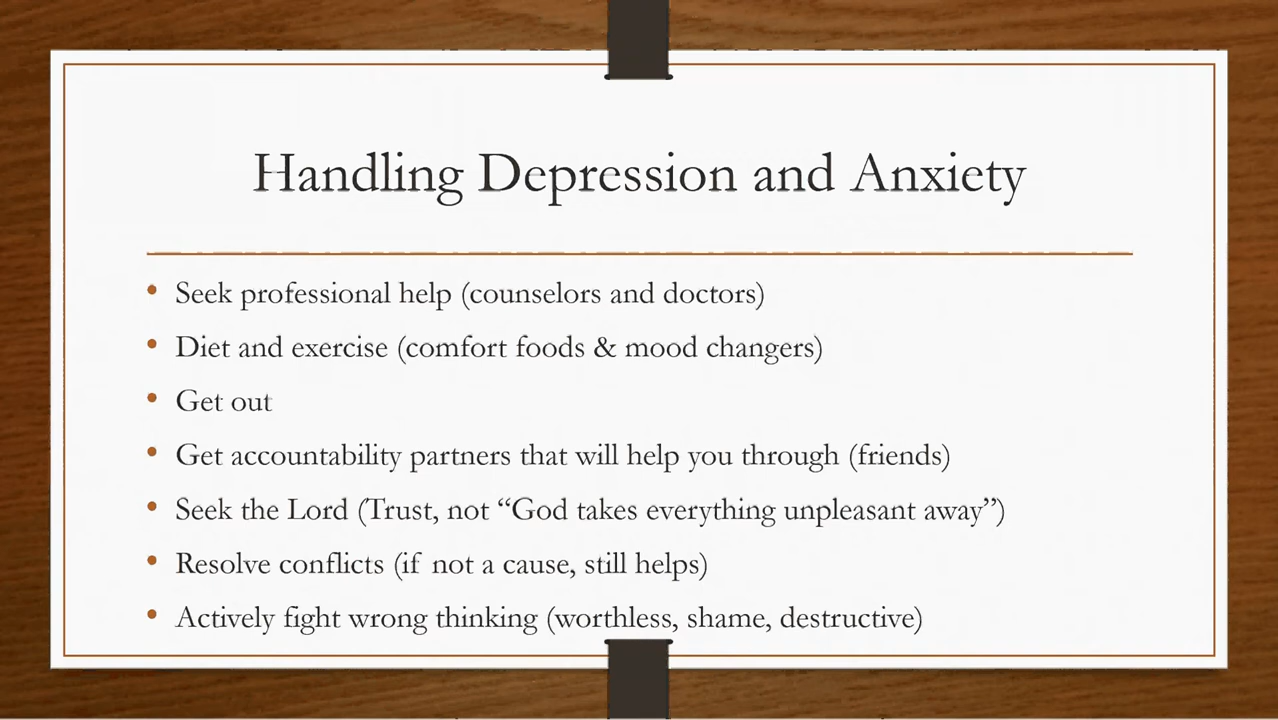 Handling Depression and Anxiety
• Seek professional help (counselors and doctors)
• Diet and exercise (comfort foods & mood changers)
• Get out
• Get accountability partners that will help you through (friends)
• Seek the Lord (Trust, not “God takes everything unpleasant away”)
• Resolve conflicts (if not a cause, still helps)
• Actively fight wrong thinking (worthless, shame, destructive)